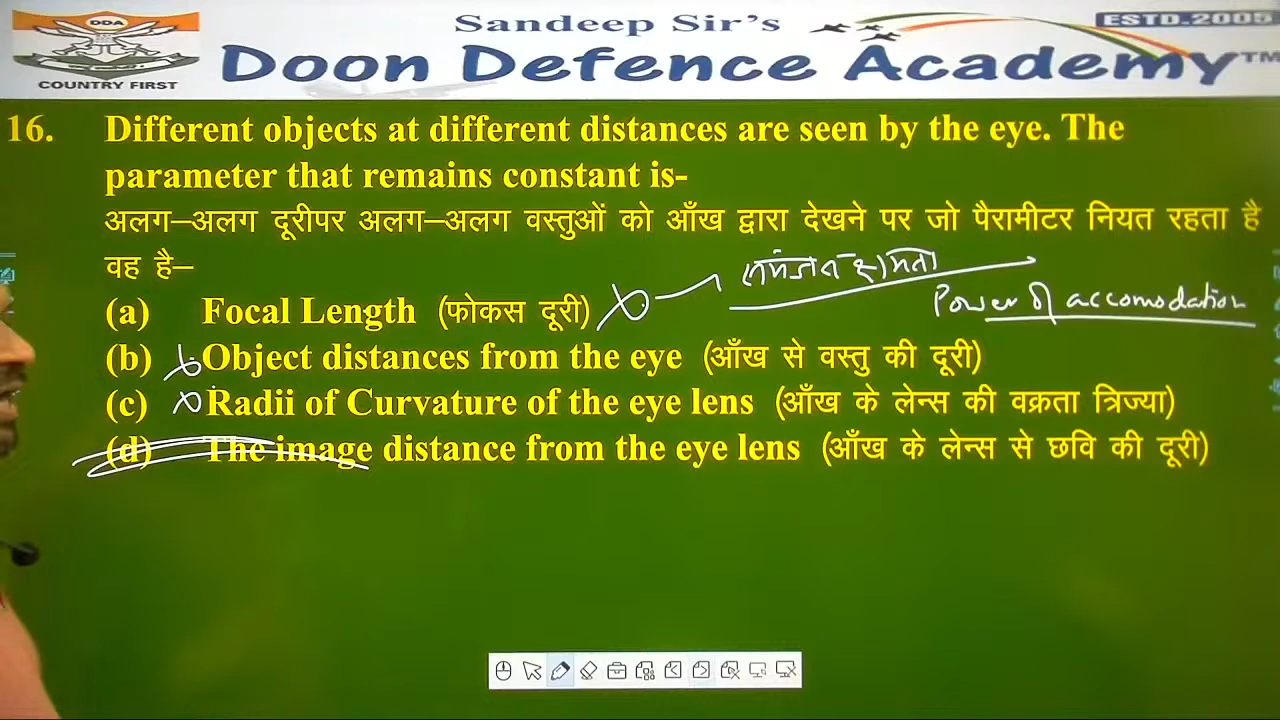 Sandeep Sir's
ESTD.2005
DDA
Doon Defence Academy™
COUNTRY FIRST
16. Different objects at different distances are seen by the eye. The
parameter that remains constant is-
अलग–अलग दूरीपर अलग–अलग वस्तुओं को आँख द्वारा देखने पर जो पैरामीटर नियत रहता है
वह है–
समंजन क्षमता
(a) Focal Length (फोकस दूरी)
Power of accomodation
(b) Object distances from the eye (आँख से वस्तु की दूरी)
(c) Radii of Curvature of the eye lens (आँख के लेन्स की वक्रता त्रिज्या)
(d) The image distance from the eye lens (आँख के लेन्स से छवि की दूरी)